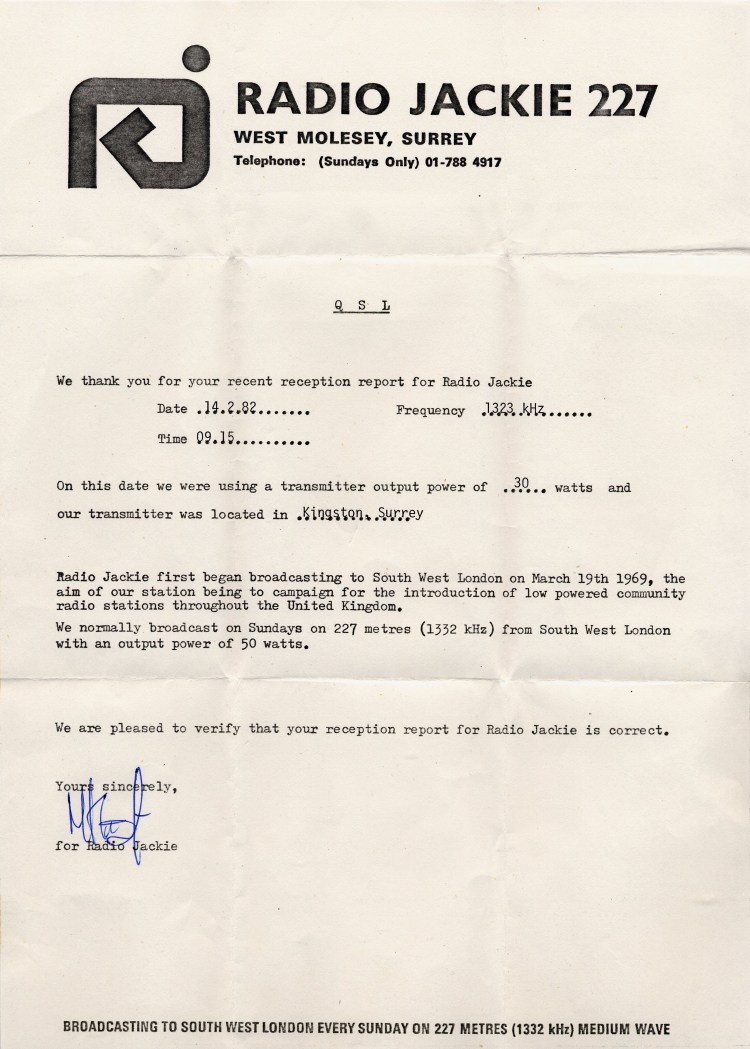 RJ
RADIO JACKIE 227
WEST MOLESEY, SURREY
Telephone: (Sundays Only) 01-788 4917
Q S L
We thank you for your recent reception report for Radio Jackie
Date .14.2.82....... Frequency .1323.kHz.......
Time 09.15..........
On this date we were using a transmitter output power of ..30... watts and
our transmitter was located in .Kingston, Surrey
Radio Jackie first began broadcasting to South West London on March 19th 1969, the
aim of our station being to campaign for the introduction of low powered community
radio stations throughout the United Kingdom.
We normally broadcast on Sundays on 227 metres (1332 kHz) from South West London
with an output power of 50 watts.
We are pleased to verify that your reception report for Radio Jackie is correct.
Yours sincerely,
for Radio Jackie
BROADCASTING TO SOUTH WEST LONDON EVERY SUNDAY ON 227 METRES (1332 kHz) MEDIUM WAVE